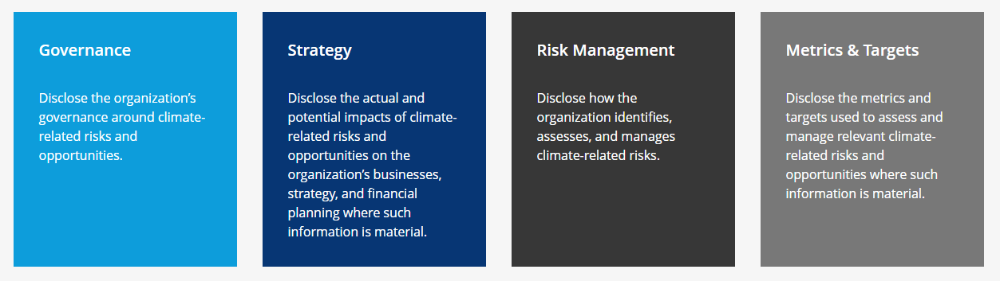 Governance
Disclose the organization’s
governance around climate-
related risks and
opportunities.
Strategy
Disclose the actual and
potential impacts of climate-
related risks and
opportunities on the
organization’s businesses,
strategy, and financial
planning where such
information is material.
Risk Management
Disclose how the
organization identifies,
assesses, and manages
climate-related risks.
Metrics & Targets
Disclose the metrics and
targets used to assess and
manage relevant climate-
related risks and
opportunities where such
information is material.